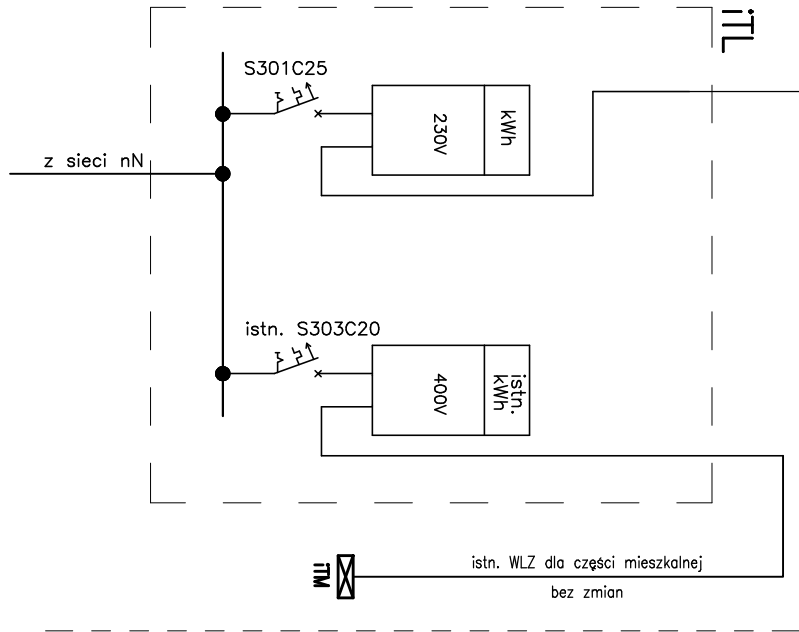 iTL
S301C25
230V
kWh
z sieci nN
istn. S303C20
400V
istn.
kWh
istn. WLZ dla części mieszkalnej
iTM
bez zmian